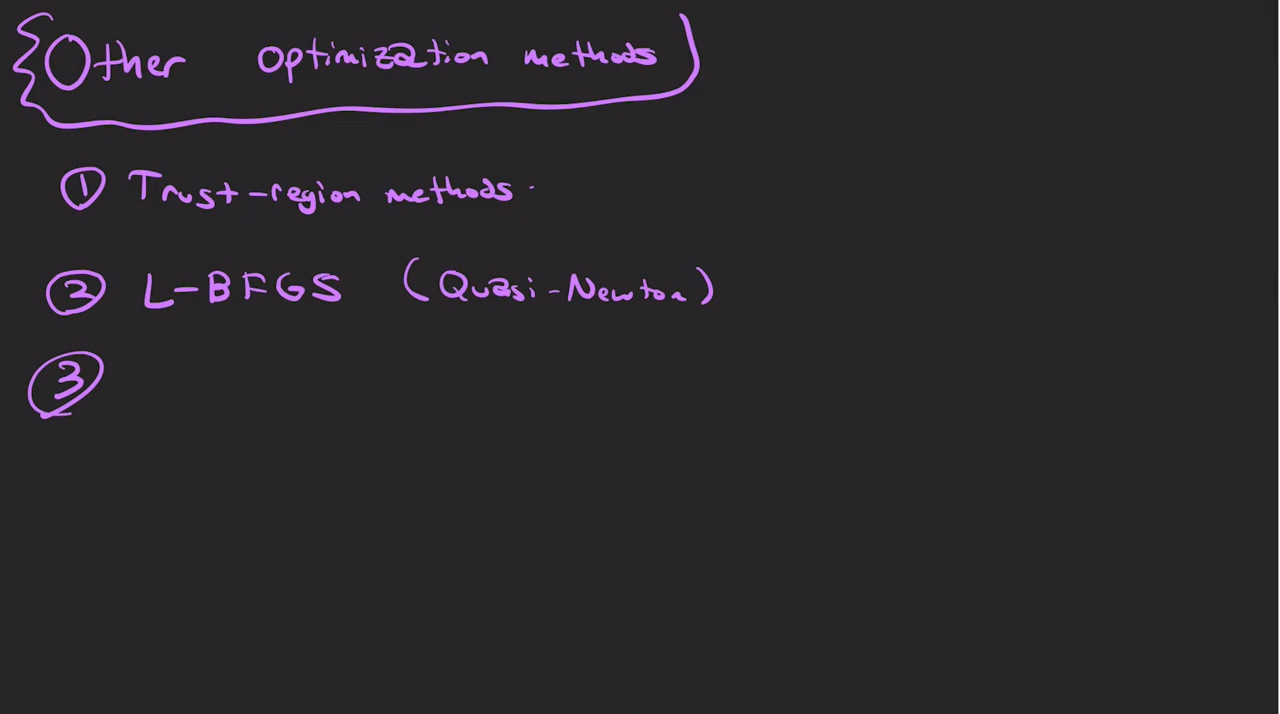 Other optimization methods
① Trust-region methods
② L-BFGS (Quasi-Newton)
③